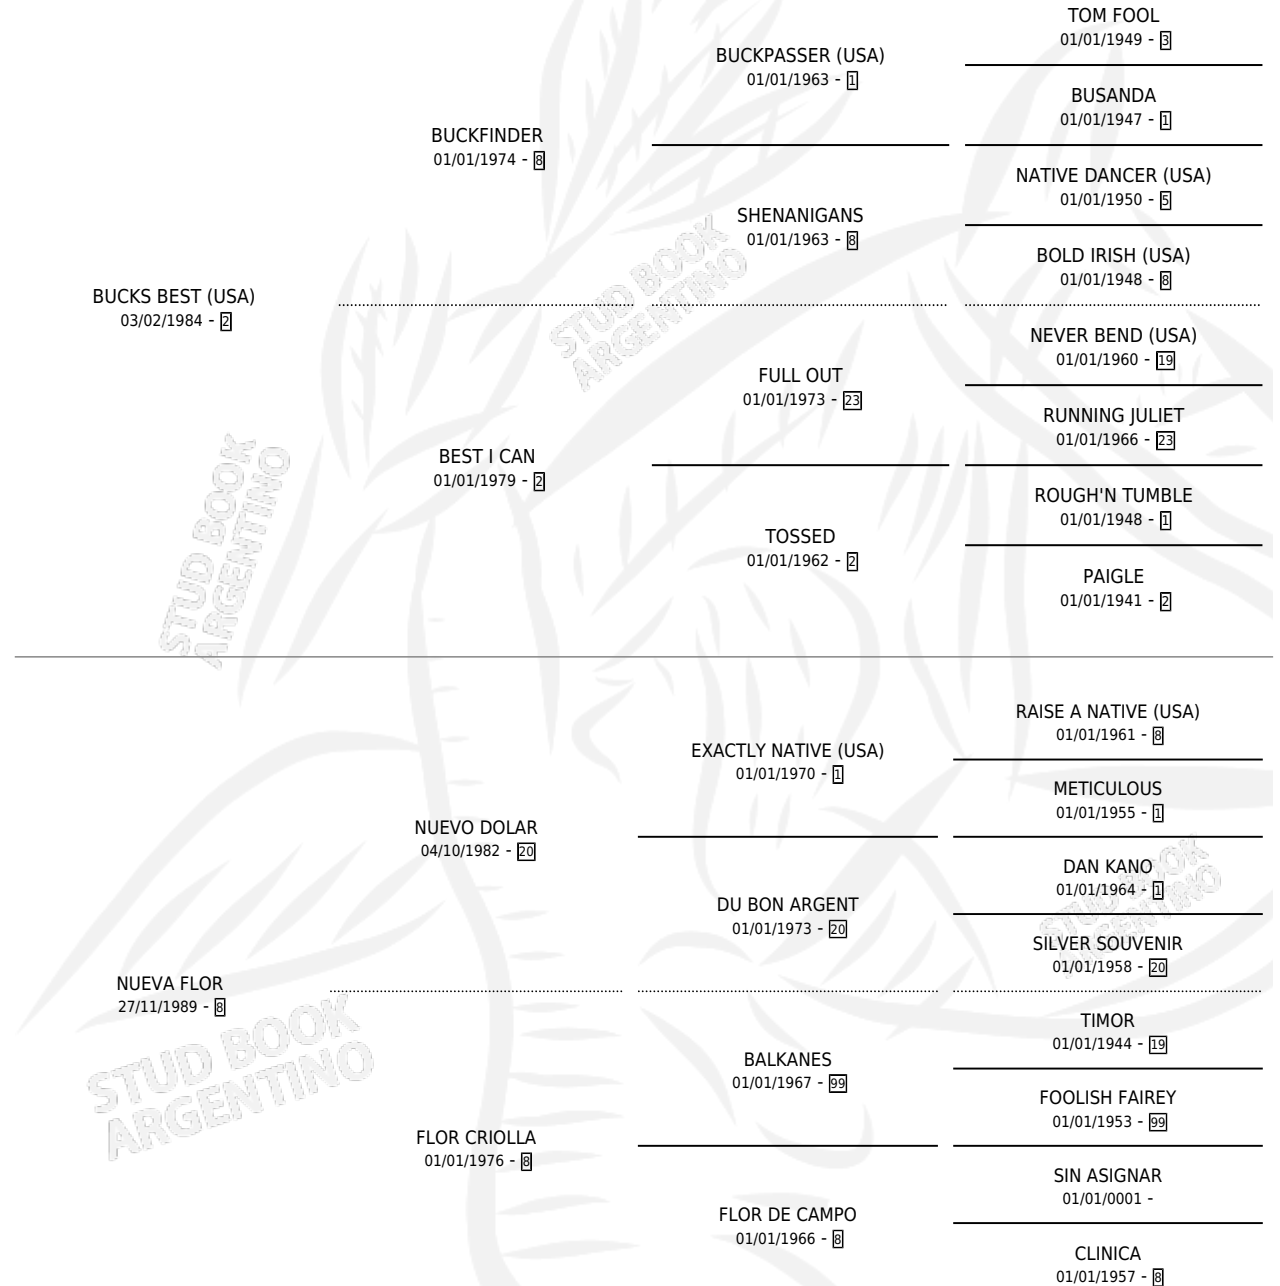 TOM FOOL
01/01/1949 - 3
BUCKPASSER (USA)
01/01/1963 - 1
BUSANDA
01/01/1947 - 1
BUCKFINDER
01/01/1974 - 8
NATIVE DANCER (USA)
01/01/1950 - 5
SHENANIGANS
01/01/1963 - 8
BOLD IRISH (USA)
01/01/1948 - 8
BUCKS BEST (USA)
03/02/1984 - 2
NEVER BEND (USA)
01/01/1960 - 19
FULL OUT
01/01/1973 - 23
RUNNING JULIET
01/01/1966 - 23
BEST I CAN
01/01/1979 - 2
ROUGH'N TUMBLE
01/01/1948 - 1
TOSSED
01/01/1962 - 2
PAIGLE
01/01/1941 - 2
RAISE A NATIVE (USA)
01/01/1961 - 8
EXACTLY NATIVE (USA)
01/01/1970 - 1
METICULOUS
01/01/1955 - 1
NUEVO DOLAR
04/10/1982 - 20
DAN KANO
01/01/1964 - 1
DU BON ARGENT
01/01/1973 - 20
SILVER SOUVENIR
01/01/1958 - 20
NUEVA FLOR
27/11/1989 - 8
TIMOR
01/01/1944 - 19
BALKANES
01/01/1967 - 99
FOOLISH FAIREY
01/01/1953 - 99
FLOR CRIOLLA
01/01/1976 - 8
SIN ASIGNAR
01/01/0001 -
FLOR DE CAMPO
01/01/1966 - 8
CLINICA
01/01/1957 - 8
STUD BOOK
ARGENTINO
STUD BOOK
ARGENTINO
STUD BOOK
ARGENTINO
STUD BOOK
ARGENTINO